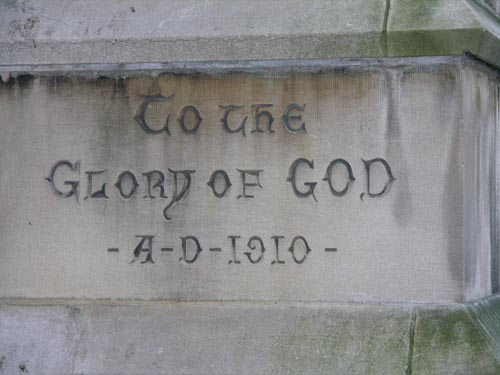 To the
Glory of GOD
- A - D - 1910 -